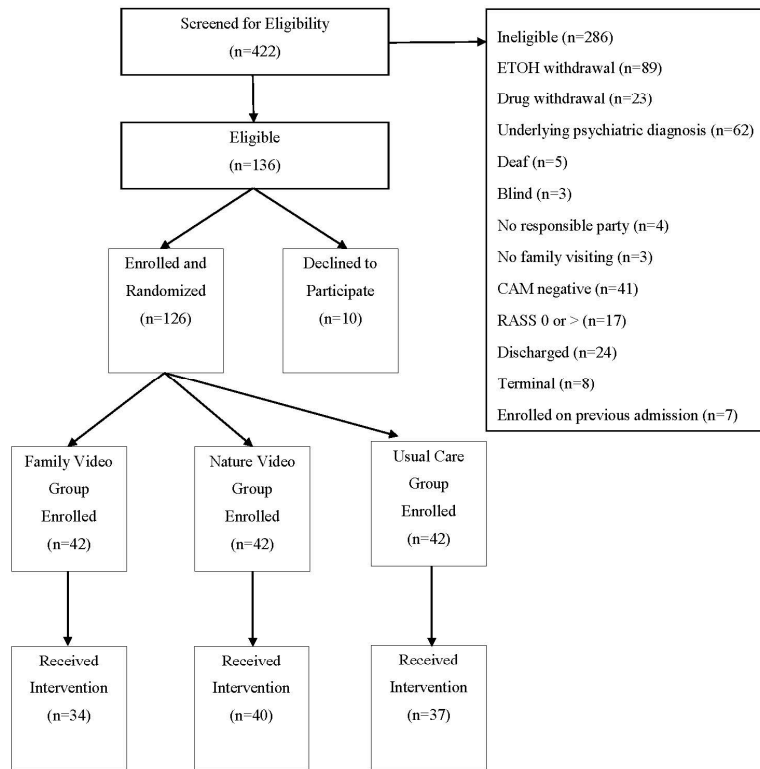 Screened for Eligibility
(n=422)
Ineligible (n=286)
ETOH withdrawal (n=89)
Drug withdrawal (n=23)
Underlying psychiatric diagnosis (n=62)
Deaf (n=5)
Blind (n=3)
No responsible party (n=4)
No family visiting (n=3)
CAM negative (n=41)
RASS 0 or > (n=17)
Discharged (n=24)
Terminal (n=8)
Enrolled on previous admission (n=7)
Eligible
(n=136)
Enrolled and
Randomized
(n=126)
Declined to
Participate
(n=10)
Family Video
Group
Enrolled
(n=42)
Nature Video
Group
Enrolled
(n=42)
Usual Care
Group
Enrolled
(n=42)
Received
Intervention
(n=34)
Received
Intervention
(n=40)
Received
Intervention
(n=37)